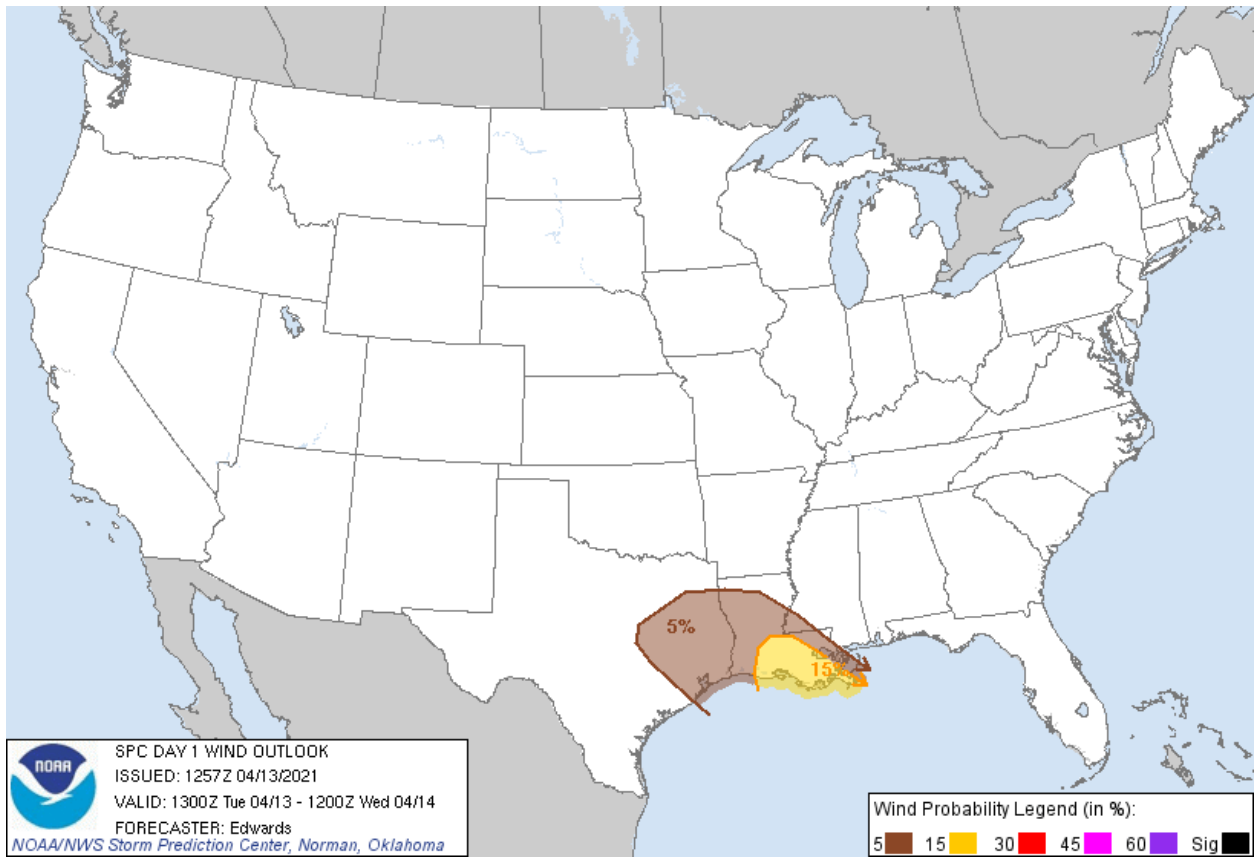 5%
15%
NOAA
SPC DAY 1 WIND OUTLOOK
ISSUED: 1257Z 04/13/2021
VALID: 1300Z Tue 04/13 - 1200Z Wed 04/14
FORECASTER: Edwards
NOAA/NWS Storm Prediction Center, Norman, Oklahoma
Wind Probability Legend (in %):
5 15 30 45 60 Sig